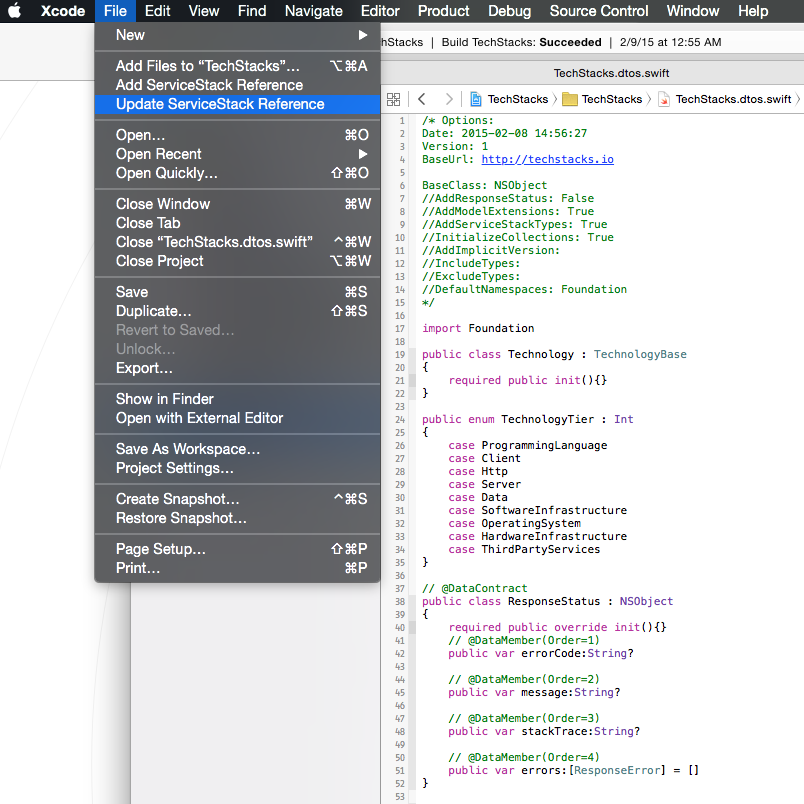 Xcode File Edit View Find Navigate Editor Product Debug Source Control Window Help
New ▶
Add Files to “TechStacks”… ⌥⌘A
Add ServiceStack Reference
Update ServiceStack Reference
Open… ⌘O
Open Recent ▶
Open Quickly… ⇧⌘O
Close Window ⌘W
Close Tab
Close “TechStacks.dtos.swift” ^⌘W
Close Project ⌥⌘W
Save ⌘S
Duplicate… ⇧⌘S
Revert to Saved…
Unlock…
Export…
Show in Finder
Open with External Editor
Save As Workspace…
Project Settings…
Create Snapshot… ^⌘S
Restore Snapshot…
Page Setup… ⇧⌘P
Print… ⌘P
hStacks | Build TechStacks: Succeeded | 2/9/15 at 12:55 AM
TechStacks.dtos.swift
TechStacks 〉 TechStacks 〉 TechStacks.dtos.swift 〉
1 /* Options:
2 Date: 2015-02-08 14:56:27
3 Version: 1
4 BaseUrl: http://techstacks.io
5
6 BaseClass: NSObject
7 //AddResponseStatus: False
8 //AddModelExtensions: True
9 //AddServiceStackTypes: True
10 //InitializeCollections: True
11 //AddImplicitVersion:
12 //IncludeTypes:
13 //ExcludeTypes:
14 //DefaultNamespaces: Foundation
15 */
16
17 import Foundation
18
19 public class Technology : TechnologyBase
20 {
21 required public init(){}
22 }
23
24 public enum TechnologyTier : Int
25 {
26 case ProgrammingLanguage
27 case Client
28 case Http
29 case Server
30 case Data
31 case SoftwareInfrastructure
32 case OperatingSystem
33 case HardwareInfrastructure
34 case ThirdPartyServices
35 }
36
37 // @DataContract
38 public class ResponseStatus : NSObject
39 {
40 required public override init(){}
41 // @DataMember(Order=1)
42 public var errorCode:String?
43
44 // @DataMember(Order=2)
45 public var message:String?
46
47 // @DataMember(Order=3)
48 public var stackTrace:String?
49
50 // @DataMember(Order=4)
51 public var errors:[ResponseError] = []
52 }
53